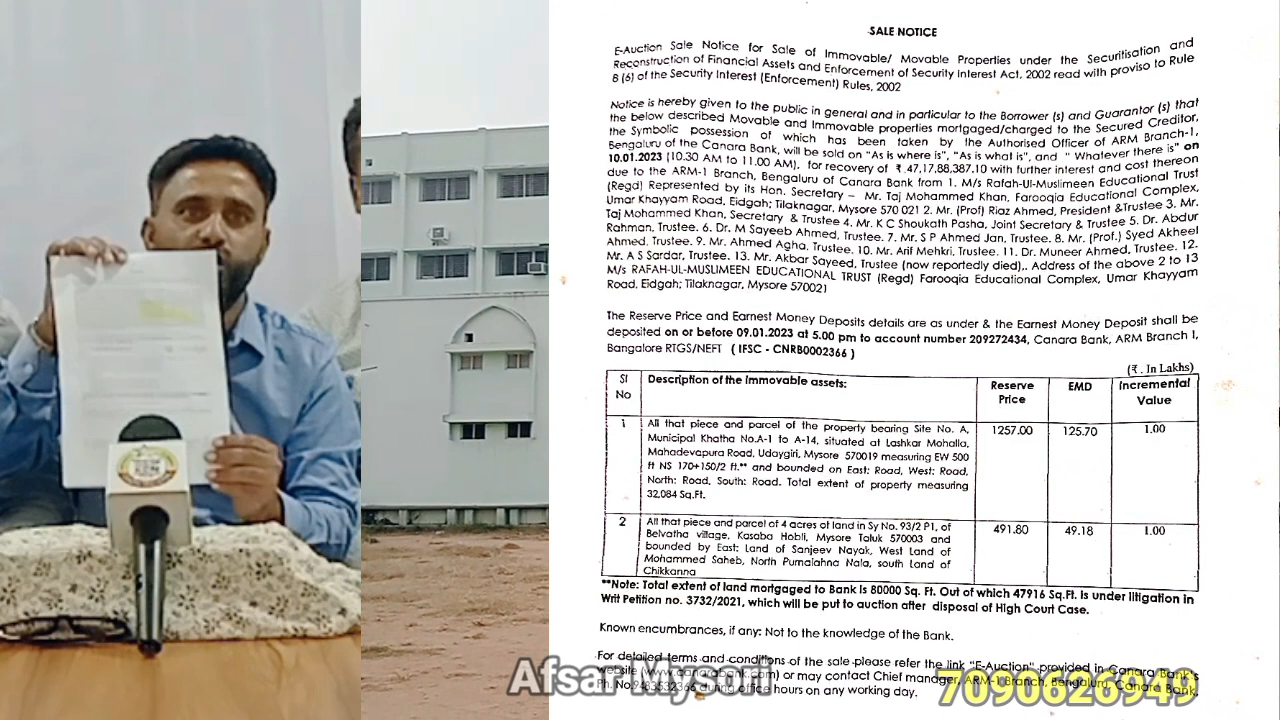 SALE NOTICE
E-Auction Sale Notice for Sale of Immovable/ Movable Properties under the Securitisation and
Reconstruction of Financial Assets and Enforcement of Security Interest Act, 2002 read with proviso to Rule
8 (6) of the Security Interest (Enforcement) Rules, 2002
Notice is hereby given to the public in general and in particular to the Borrower (s) and Guarantor (s) that
the below described Movable and Immovable properties mortgaged/charged to the Secured Creditor,
the Symbolic possession of which has been taken by the Authorised Officer of ARM Branch-1,
Bengaluru of the Canara Bank, will be sold on "As is where is", "As is what is", and " Whatever there is" on
10.01.2023 (10.30 AM to 11.00 AM), for recovery of ₹.47,17,88,387.10 with further interest and cost thereon
due to the ARM-1 Branch, Bengaluru of Canara Bank from 1. M/s Rafah-Ul-Muslimeen Educational Trust
(Regd) Represented by its Hon. Secretary – Mr. Taj Mohammed Khan, Farooqia Educational Complex,
Umar Khayyam Road, Eidgah; Tilaknagar, Mysore 570 021 2. Mr. (Prof) Riaz Ahmed, President &Trustee 3. Mr.
Taj Mohammed Khan, Secretary & Trustee 4. Mr. K C Shoukath Pasha, Joint Secretary & Trustee 5. Dr. Abdur
Rahman, Trustee. 6. Dr. M Sayeeb Ahmed, Trustee. 7. Mr. S P Ahmed Jan, Trustee. 8. Mr. (Prof.) Syed Akheel
Ahmed, Trustee. 9. Mr. Ahmed Agha, Trustee. 10. Mr. Arif Mehkri, Trustee. 11. Dr. Muneer Ahmed, Trustee. 12.
Mr. A S Sardar, Trustee. 13. Mr. Akbar Sayeed, Trustee (now reportedly died),. Address of the above 2 to 13
M/s RAFAH-UL-MUSLIMEEN EDUCATIONAL TRUST (Regd) Farooqia Educational Complex, Umar Khayyam
Road, Eidgah; Tilaknagar, Mysore 570021
The Reserve Price and Earnest Money Deposits details are as under & the Earnest Money Deposit shall be
deposited on or before 09.01.2023 at 5.00 pm to account number 209272434, Canara Bank, ARM Branch I,
Bangalore RTGS/NEFT ( IFSC - CNRB0002366 )
(₹ . In Lakhs)
Sl No Description of the Immovable assets: Reserve Price EMD Incremental Value
1 All that piece and parcel of the property bearing Site No. A, 1257.00 125.70 1.00
Municipal Khatha No.A-1 to A-14, situated at Lashkar Mohalla,
Mahadevapura Road, Udaygiri, Mysore 570019 measuring EW 500
ft NS 170+150/2 ft.** and bounded on East: Road, West: Road,
North: Road, South: Road. Total extent of property measuring
32,084 Sq.Ft.
2 All that piece and parcel of 4 acres of land in Sy No. 93/2 P1, of 491.80 49.18 1.00
Belvatha village, Kasaba Hobli, Mysore Taluk 570003 and
bounded by East: Land of Sanjeev Nayak, West Land of
Mohammed Saheb, North Purnaiahna Nala, south Land of
Chikkanna
**Note: Total extent of land mortgaged to Bank is 80000 Sq. Ft. Out of which 47916 Sq.Ft. is under litigation in
Writ Petition no. 3732/2021, which will be put to auction after disposal of High Court Case.
Known encumbrances, if any: Not to the knowledge of the Bank.
For detailed terms and conditions of the sale please refer the link "E-Auction" provided in Canara Bank's
website (www.canarabank.com) or may contact Chief manager, ARM-1 Branch, Bengaluru, Canara Bank,
Ph. No.9483532366 during office hours on any working day.
Afsar Mysori
7090626949